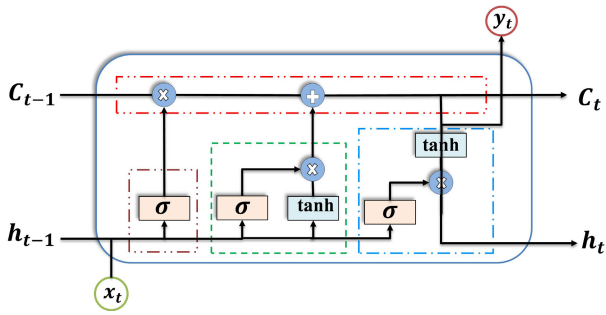 y_t
C_{t-1} × + C_t
tanh
×
×
σ σ tanh σ
h_{t-1} h_t
x_t